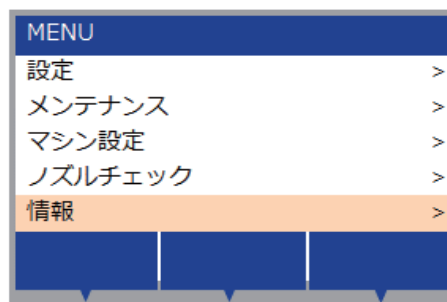 MENU
設定 >
メンテナンス >
マシン設定 >
ノズルチェック >
情報 >